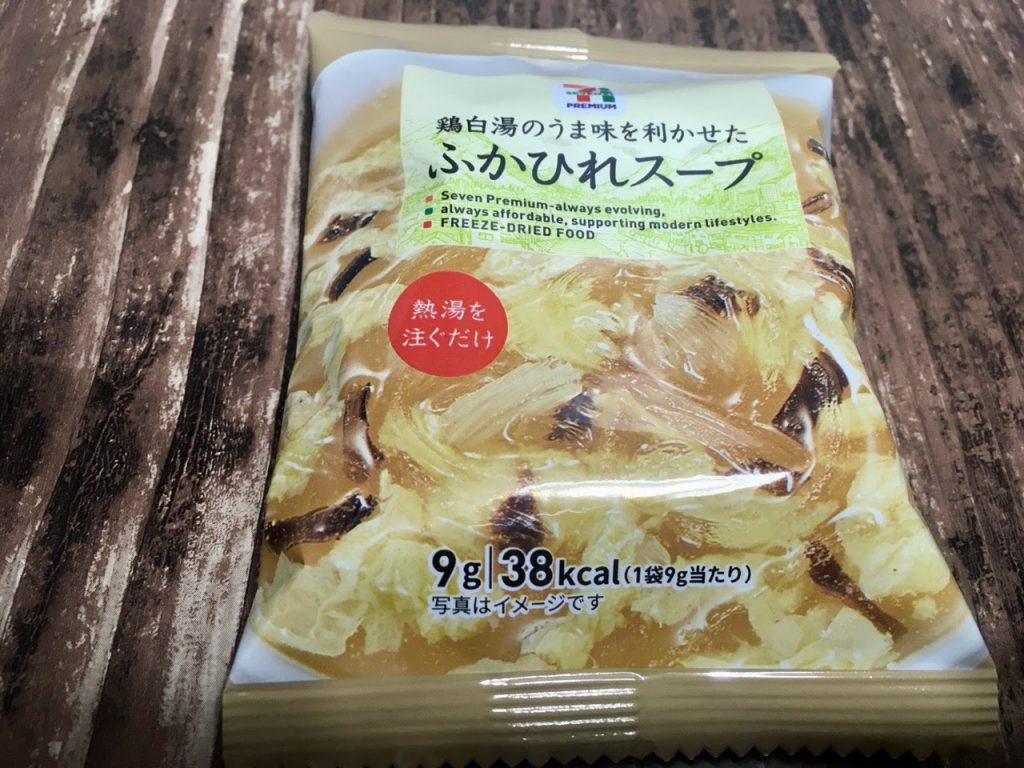 PREMIUM
鶏白湯のうま味を利かせた
ふかひれスープ
Seven Premium-always evolving,
always affordable, supporting modern lifestyles.
FREEZE-DRIED FOOD
熱湯を
注ぐだけ
9g|38kcal(1袋9g当たり)
写真はイメージです